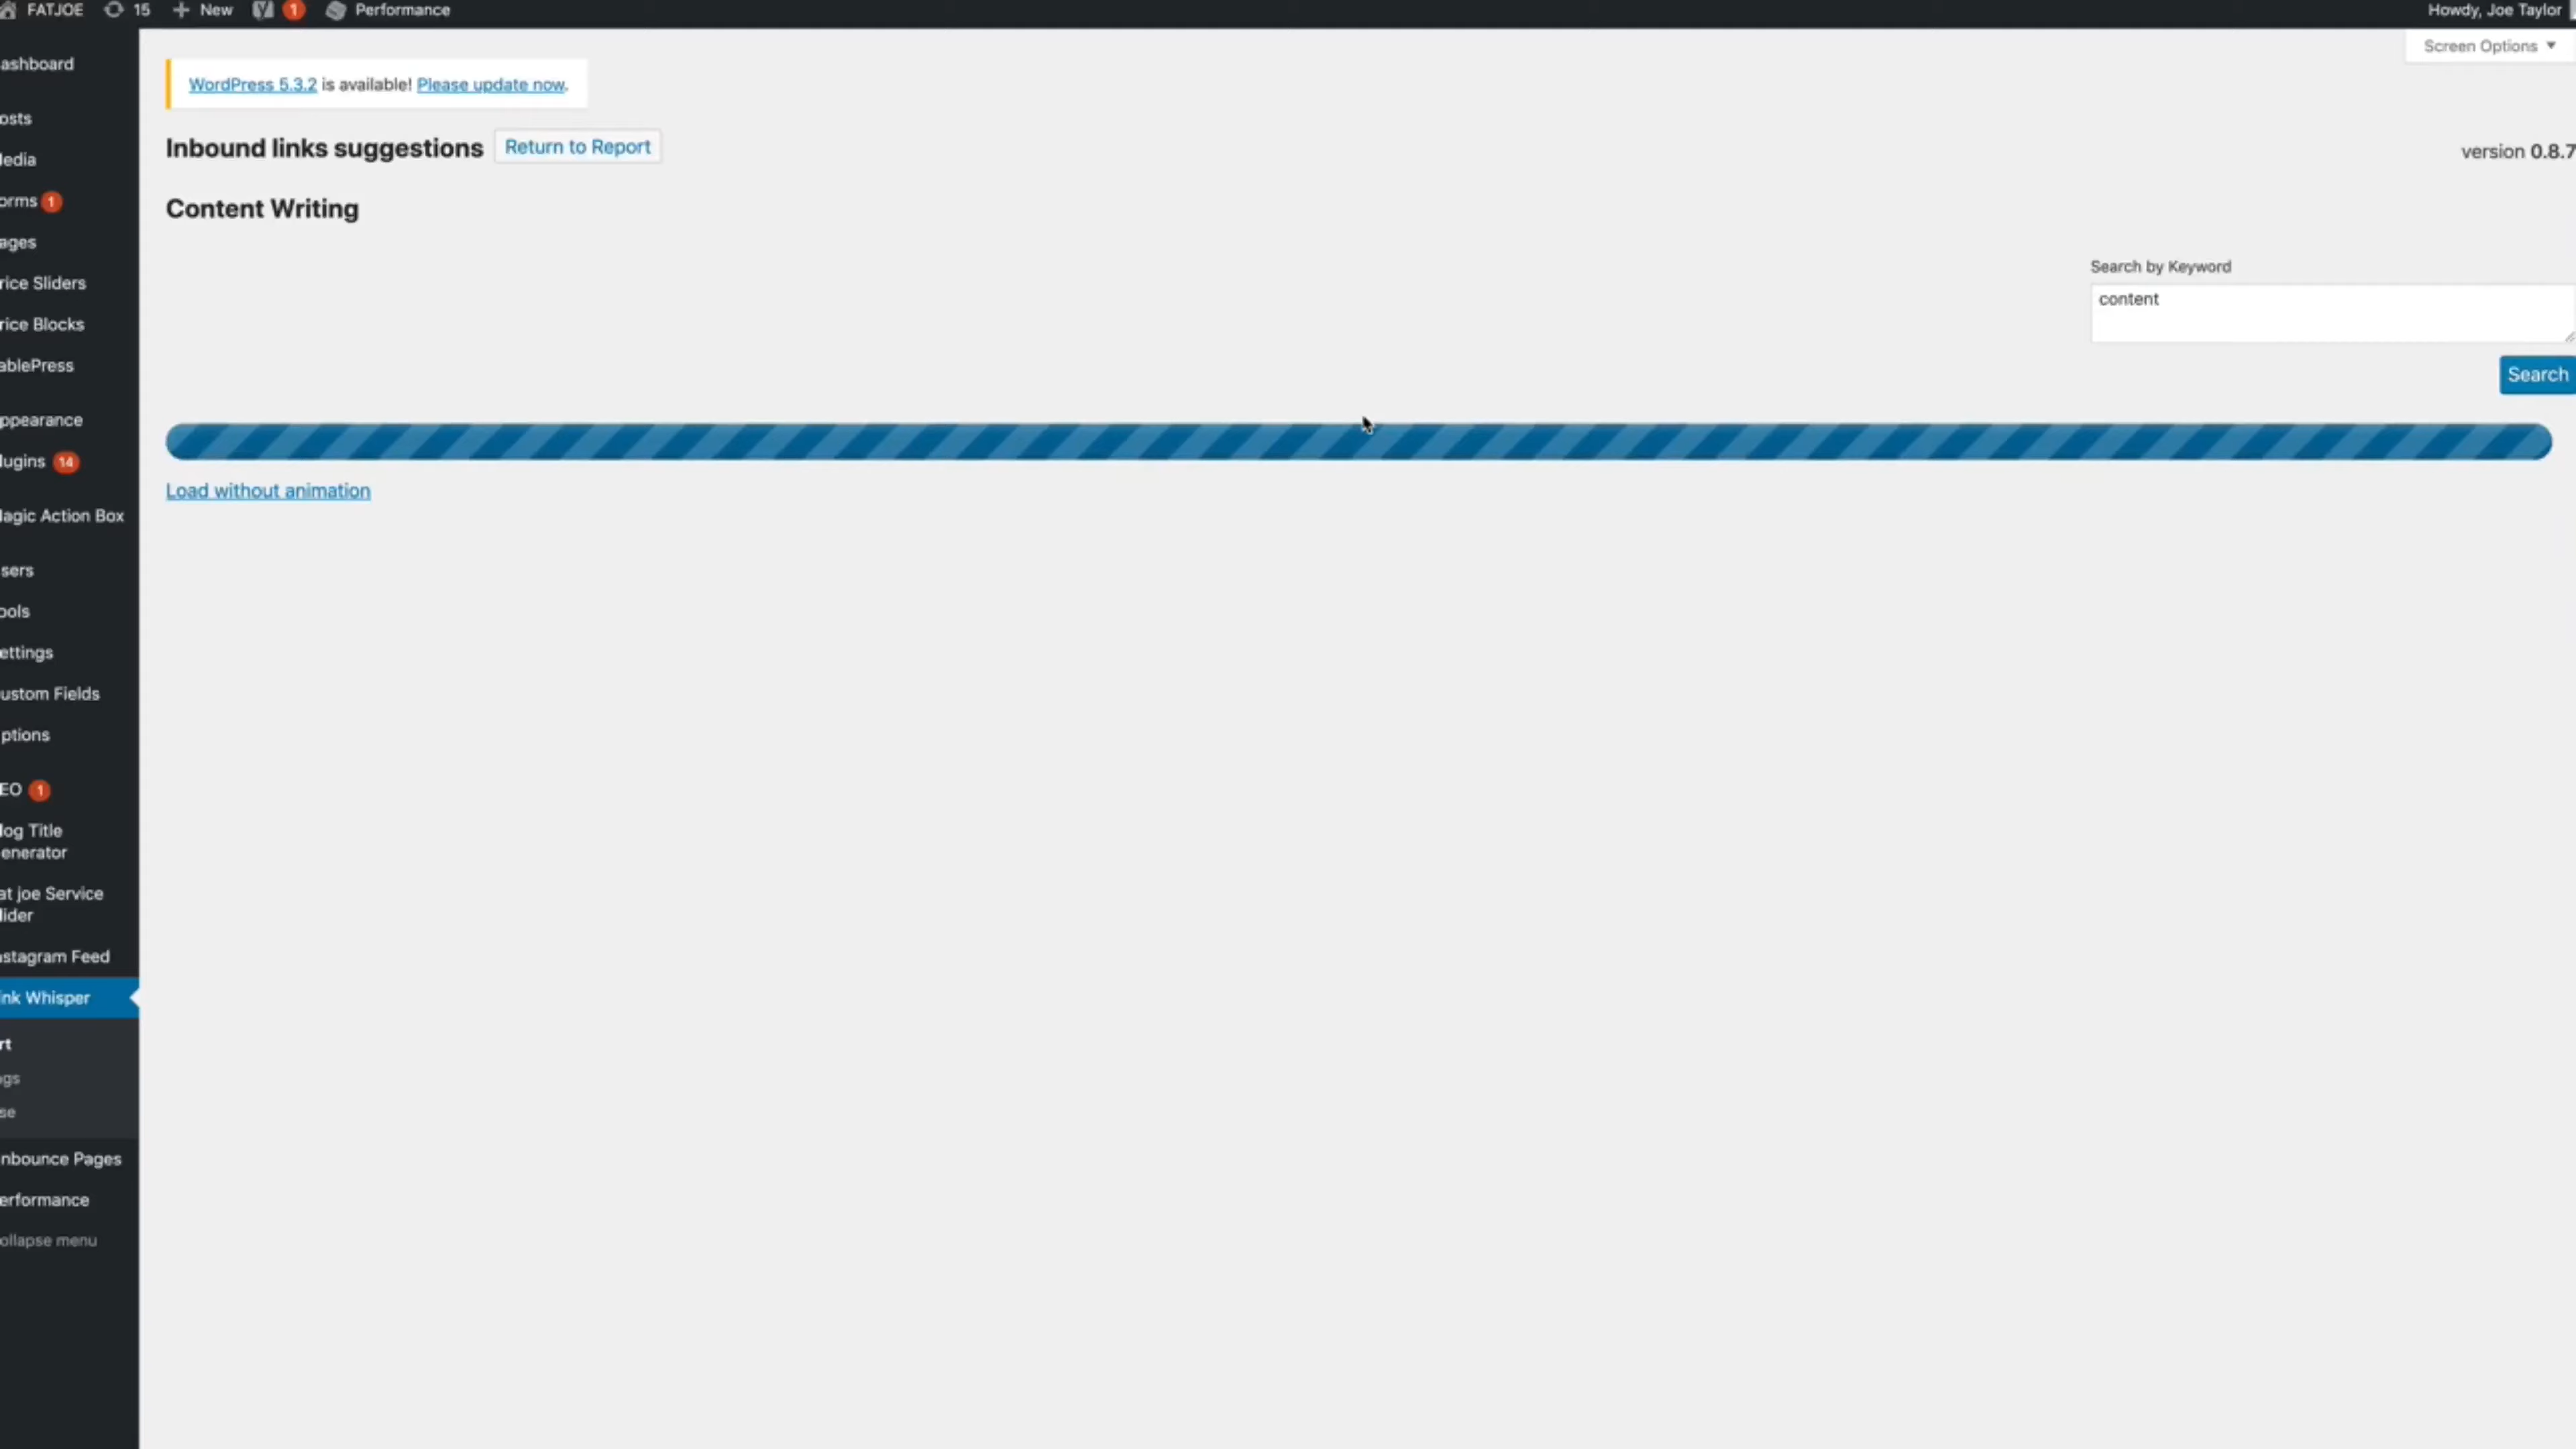 FATJOE 15 New 1 Performance Howdy, Joe Taylor
Screen Options
ashboard
osts
edia
orms 1
ages
rice Sliders
rice Blocks
ablePress
ppearance
lugins 14
lagic Action Box
sers
ools
ettings
ustom Fields
ptions
EO 1
log Title
enerator
at joe Service
lider
nstagram Feed
ink Whisper
rt
ngs
se
nbounce Pages
erformance
ollapse menu
WordPress 5.3.2 is available! Please update now.
Inbound links suggestions Return to Report
version 0.8.7
Content Writing
Search by Keyword
content
Search
Load without animation